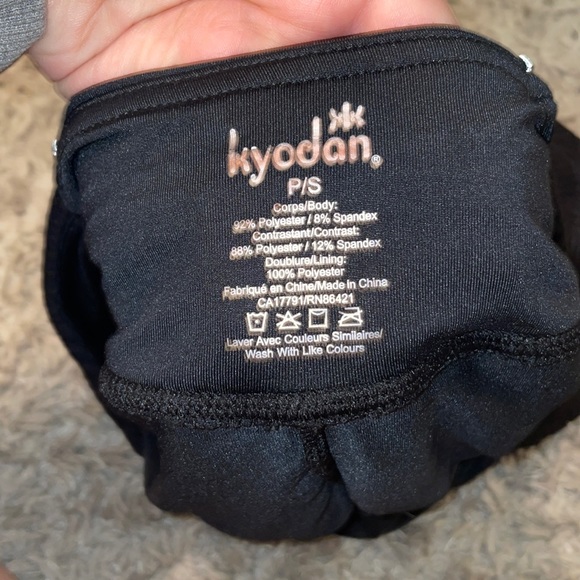 kyodan®
P/S
Corps/Body:
92% Polyester / 8% Spandex
Contrastant/Contrast:
88% Polyester / 12% Spandex
Doublure/Lining:
100% Polyester
Fabriqué en Chine/Made in China
CA17791/RN86421
Laver Avec Couleurs Similaires/
Wash With Like Colours